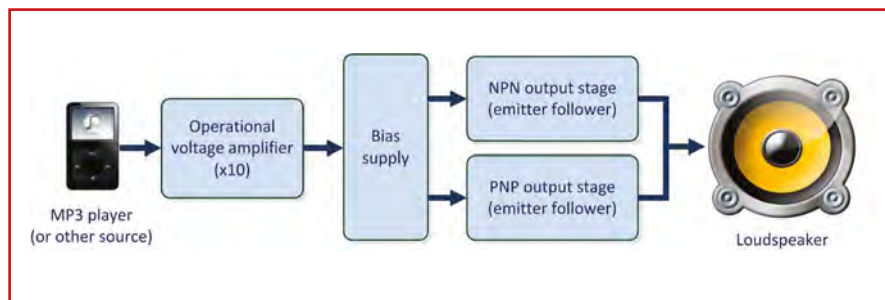 MP3 player
(or other source)
Operational
voltage amplifier
(x10)
Bias
supply
NPN output stage
(emitter follower)
PNP output stage
(emitter follower)
Loudspeaker